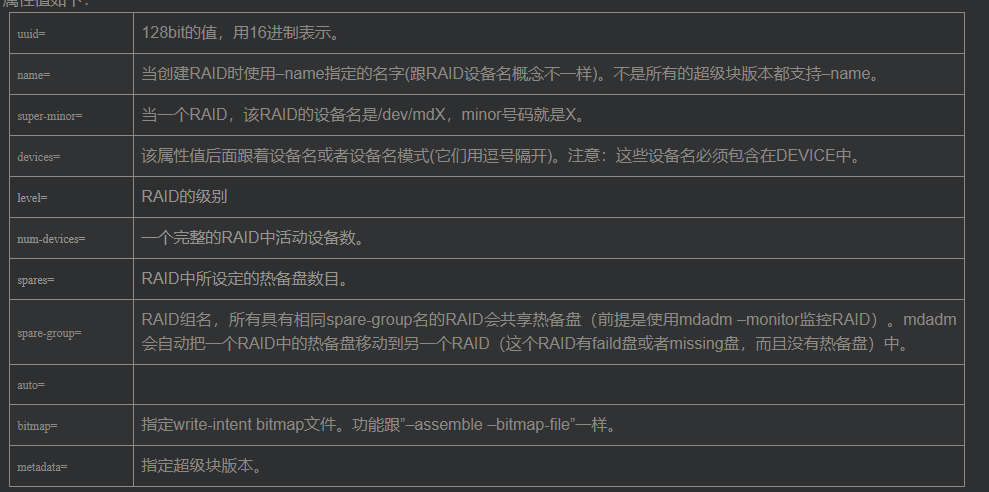 属性值如下：
uuid= 128bit的值，用16进制表示。
name= 当创建RAID时使用–name指定的名字(跟RAID设备名概念不一样)。不是所有的超级块版本都支持–name。
super-minor= 当一个RAID，该RAID的设备名是/dev/mdX，minor号码就是X。
devices= 该属性值后面跟着设备名或者设备名模式(它们用逗号隔开)。注意：这些设备名必须包含在DEVICE中。
level= RAID的级别
num-devices= 一个完整的RAID中活动设备数。
spares= RAID中所设定的热备盘数目。
spare-group= RAID组名，所有具有相同spare-group名的RAID会共享热备盘（前提是使用mdadm –monitor监控RAID）。mdadm
会自动把一个RAID中的热备盘移动到另一个RAID（这个RAID有faild盘或者missing盘，而且没有热备盘）中。
auto=
bitmap= 指定write-intent bitmap文件。功能跟”–assemble –bitmap-file”一样。
metadata= 指定超级块版本。